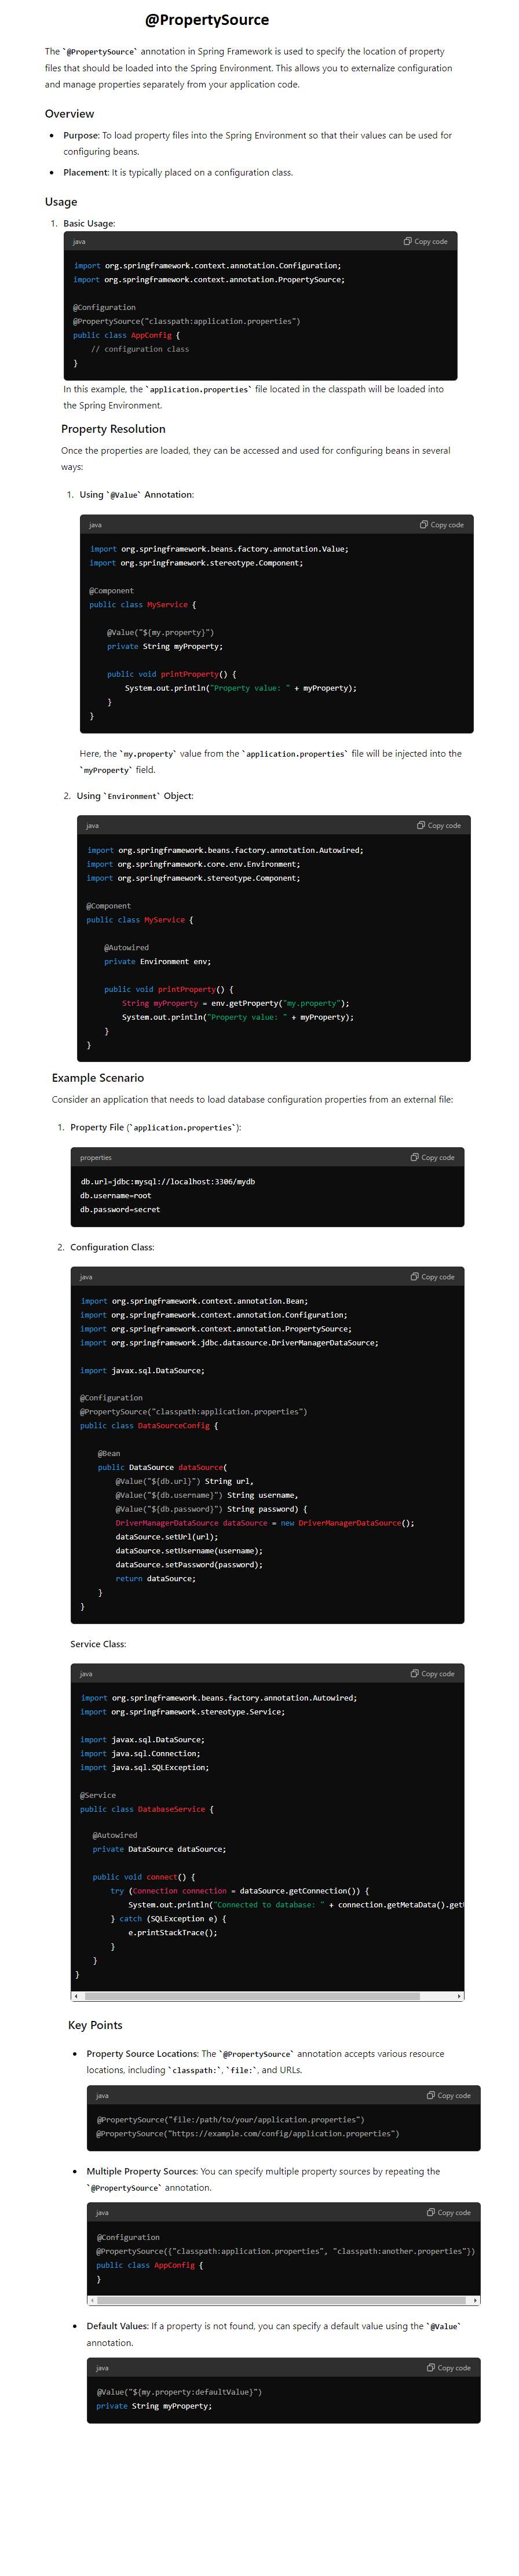 @PropertySource
The `@PropertySource` annotation in Spring Framework is used to specify the location of property
files that should be loaded into the Spring Environment. This allows you to externalize configuration
and manage properties separately from your application code.
Overview
• Purpose: To load property files into the Spring Environment so that their values can be used for
configuring beans.
• Placement: It is typically placed on a configuration class.
Usage
1. Basic Usage:
java Copy code
import org.springframework.context.annotation.Configuration;
import org.springframework.context.annotation.PropertySource;
@Configuration
@PropertySource("classpath:application.properties")
public class AppConfig {
// configuration class
}
In this example, the `application.properties` file located in the classpath will be loaded into
the Spring Environment.
Property Resolution
Once the properties are loaded, they can be accessed and used for configuring beans in several
ways:
1. Using `@Value` Annotation:
java Copy code
import org.springframework.beans.factory.annotation.Value;
import org.springframework.stereotype.Component;
@Component
public class MyService {
@Value("${my.property}")
private String myProperty;
public void printProperty() {
System.out.println("Property value: " + myProperty);
}
}
Here, the `my.property` value from the `application.properties` file will be injected into the
`myProperty` field.
2. Using `Environment` Object:
java Copy code
import org.springframework.beans.factory.annotation.Autowired;
import org.springframework.core.env.Environment;
import org.springframework.stereotype.Component;
@Component
public class MyService {
@Autowired
private Environment env;
public void printProperty() {
String myProperty = env.getProperty("my.property");
System.out.println("Property value: " + myProperty);
}
}
Example Scenario
Consider an application that needs to load database configuration properties from an external file:
1. Property File (`application.properties`):
properties Copy code
db.url=jdbc:mysql://localhost:3306/mydb
db.username=root
db.password=secret
2. Configuration Class:
java Copy code
import org.springframework.context.annotation.Bean;
import org.springframework.context.annotation.Configuration;
import org.springframework.context.annotation.PropertySource;
import org.springframework.jdbc.datasource.DriverManagerDataSource;
import javax.sql.DataSource;
@Configuration
@PropertySource("classpath:application.properties")
public class DataSourceConfig {
@Bean
public DataSource dataSource(
@Value("${db.url}") String url,
@Value("${db.username}") String username,
@Value("${db.password}") String password) {
DriverManagerDataSource dataSource = new DriverManagerDataSource();
dataSource.setUrl(url);
dataSource.setUsername(username);
dataSource.setPassword(password);
return dataSource;
}
}
Service Class:
java Copy code
import org.springframework.beans.factory.annotation.Autowired;
import org.springframework.stereotype.Service;
import javax.sql.DataSource;
import java.sql.Connection;
import java.sql.SQLException;
@Service
public class DatabaseService {
@Autowired
private DataSource dataSource;
public void connect() {
try (Connection connection = dataSource.getConnection()) {
System.out.println("Connected to database: " + connection.getMetaData().getU
} catch (SQLException e) {
e.printStackTrace();
}
}
}
Key Points
• Property Source Locations: The `@PropertySource` annotation accepts various resource
locations, including `classpath:`, `file:`, and URLs.
java Copy code
@PropertySource("file:/path/to/your/application.properties")
@PropertySource("https://example.com/config/application.properties")
• Multiple Property Sources: You can specify multiple property sources by repeating the
`@PropertySource` annotation.
java Copy code
@Configuration
@PropertySource({"classpath:application.properties", "classpath:another.properties"})
public class AppConfig {
}
• Default Values: If a property is not found, you can specify a default value using the `@Value`
annotation.
java Copy code
@Value("${my.property:defaultValue}")
private String myProperty;